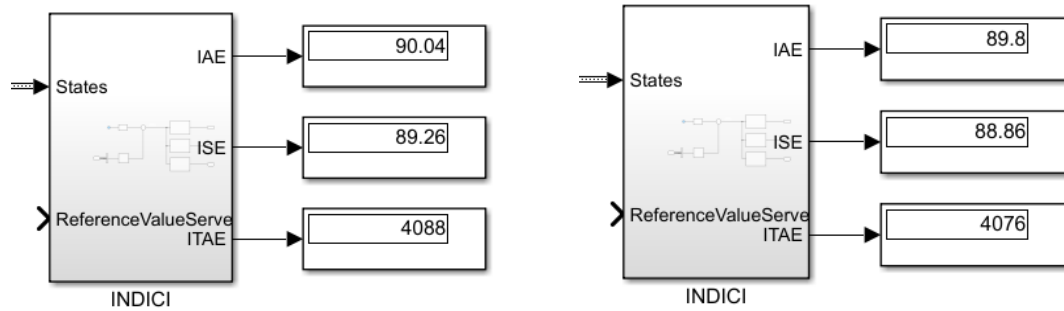 IAE
90.04
States
ISE
89.26
ReferenceValueServe
ITAE
4088
INDICI
IAE
89.8
States
ISE
88.86
ReferenceValueServe
ITAE
4076
INDICI